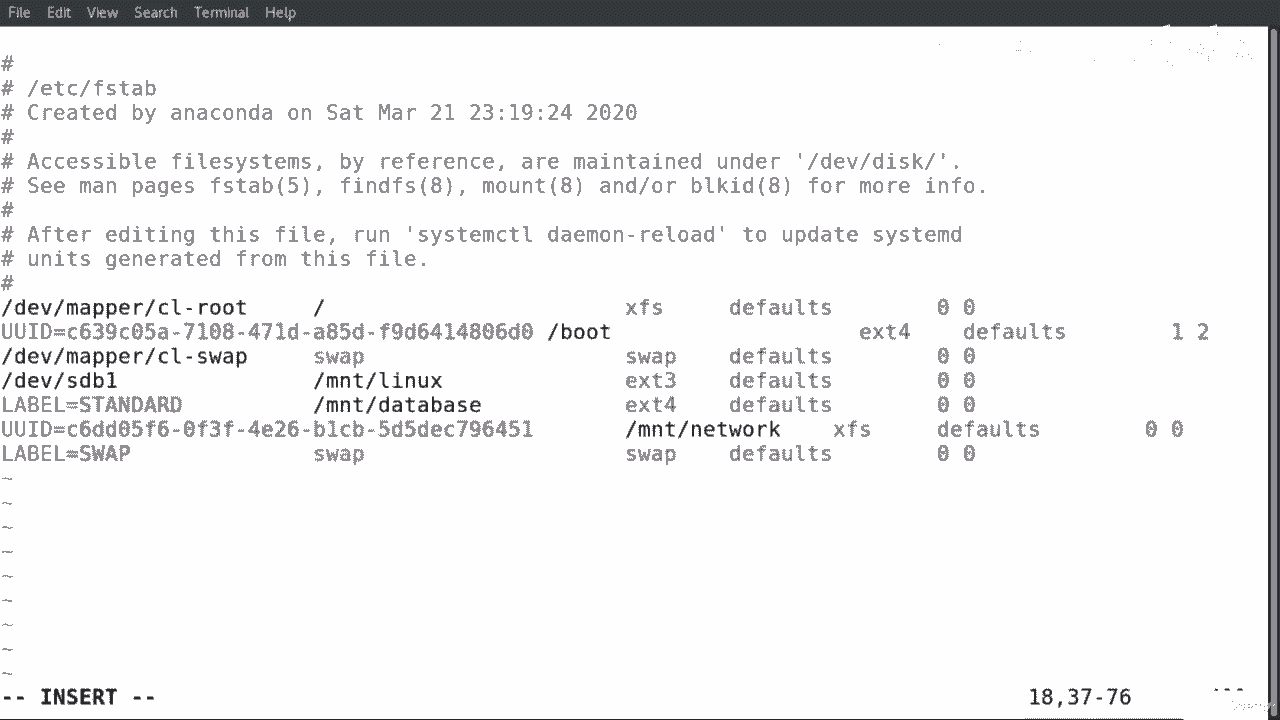 File Edit View Search Terminal Help
#
# /etc/fstab
# Created by anaconda on Sat Mar 21 23:19:24 2020
#
# Accessible filesystems, by reference, are maintained under '/dev/disk/'.
# See man pages fstab(5), findfs(8), mount(8) and/or blkid(8) for more info.
#
# After editing this file, run 'systemctl daemon-reload' to update systemd
# units generated from this file.
#
/dev/mapper/cl-root / xfs defaults 0 0
UUID=c639c05a-7108-471d-a85d-f9d6414806d0 /boot ext4 defaults 1 2
/dev/mapper/cl-swap swap swap defaults 0 0
/dev/sdb1 /mnt/linux ext3 defaults 0 0
LABEL=STANDARD /mnt/database ext4 defaults 0 0
UUID=c6dd05f6-0f3f-4e26-b1cb-5d5dec796451 /mnt/network xfs defaults 0 0
LABEL=SWAP swap swap defaults 0 0
~
~
~
~
~
~
~
~
~
-- INSERT -- 18,37-76